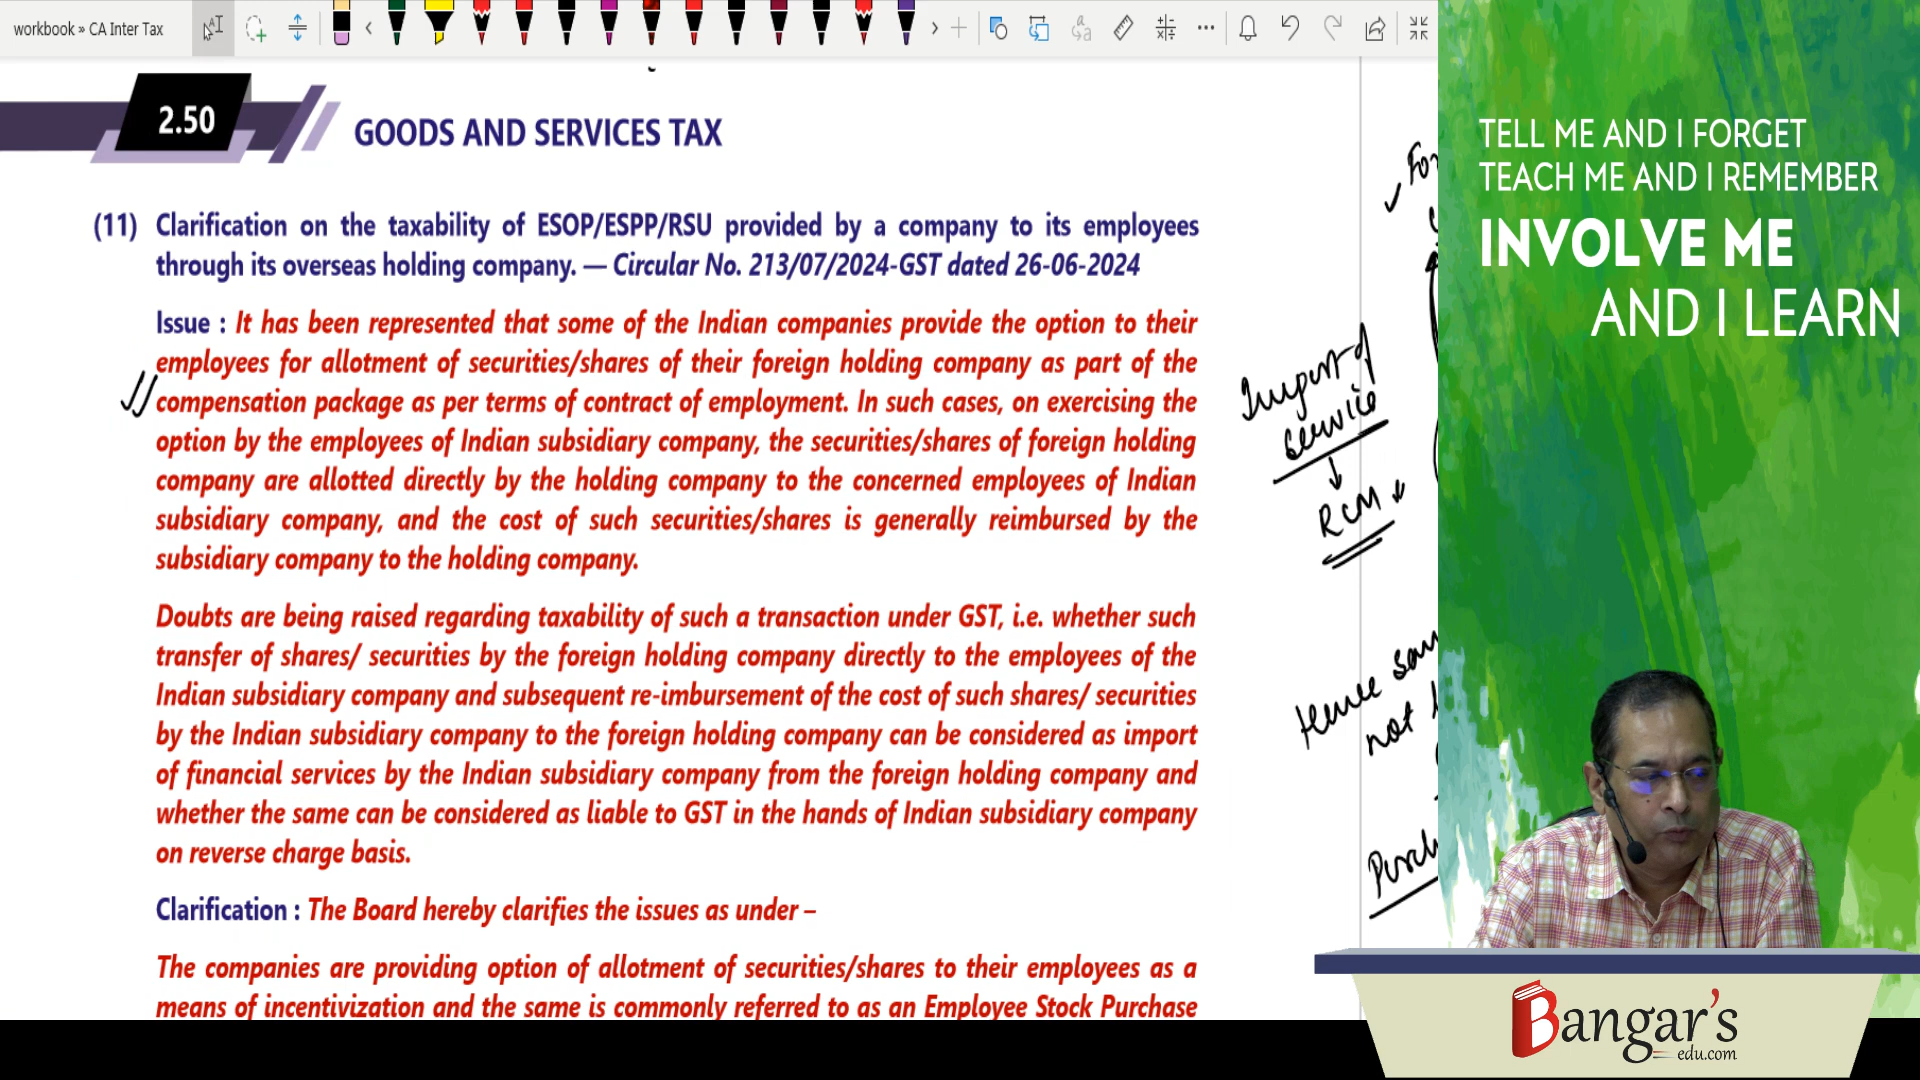 workbook » CA Inter Tax
2.50
GOODS AND SERVICES TAX
(11) Clarification on the taxability of ESOP/ESPP/RSU provided by a company to its employees
through its overseas holding company. — Circular No. 213/07/2024-GST dated 26-06-2024
Issue : It has been represented that some of the Indian companies provide the option to their
employees for allotment of securities/shares of their foreign holding company as part of the
compensation package as per terms of contract of employment. In such cases, on exercising the
option by the employees of Indian subsidiary company, the securities/shares of foreign holding
company are allotted directly by the holding company to the concerned employees of Indian
subsidiary company, and the cost of such securities/shares is generally reimbursed by the
subsidiary company to the holding company.
Doubts are being raised regarding taxability of such a transaction under GST, i.e. whether such
transfer of shares/ securities by the foreign holding company directly to the employees of the
Indian subsidiary company and subsequent re-imbursement of the cost of such shares/ securities
by the Indian subsidiary company to the foreign holding company can be considered as import
of financial services by the Indian subsidiary company from the foreign holding company and
whether the same can be considered as liable to GST in the hands of Indian subsidiary company
on reverse charge basis.
Clarification : The Board hereby clarifies the issues as under –
The companies are providing option of allotment of securities/shares to their employees as a
means of incentivization and the same is commonly referred to as an Employee Stock Purchase
Import of
service
RCM
Hence
not
TELL ME AND I FORGET
TEACH ME AND I REMEMBER
INVOLVE ME
AND I LEARN
Bangar's
edu.com